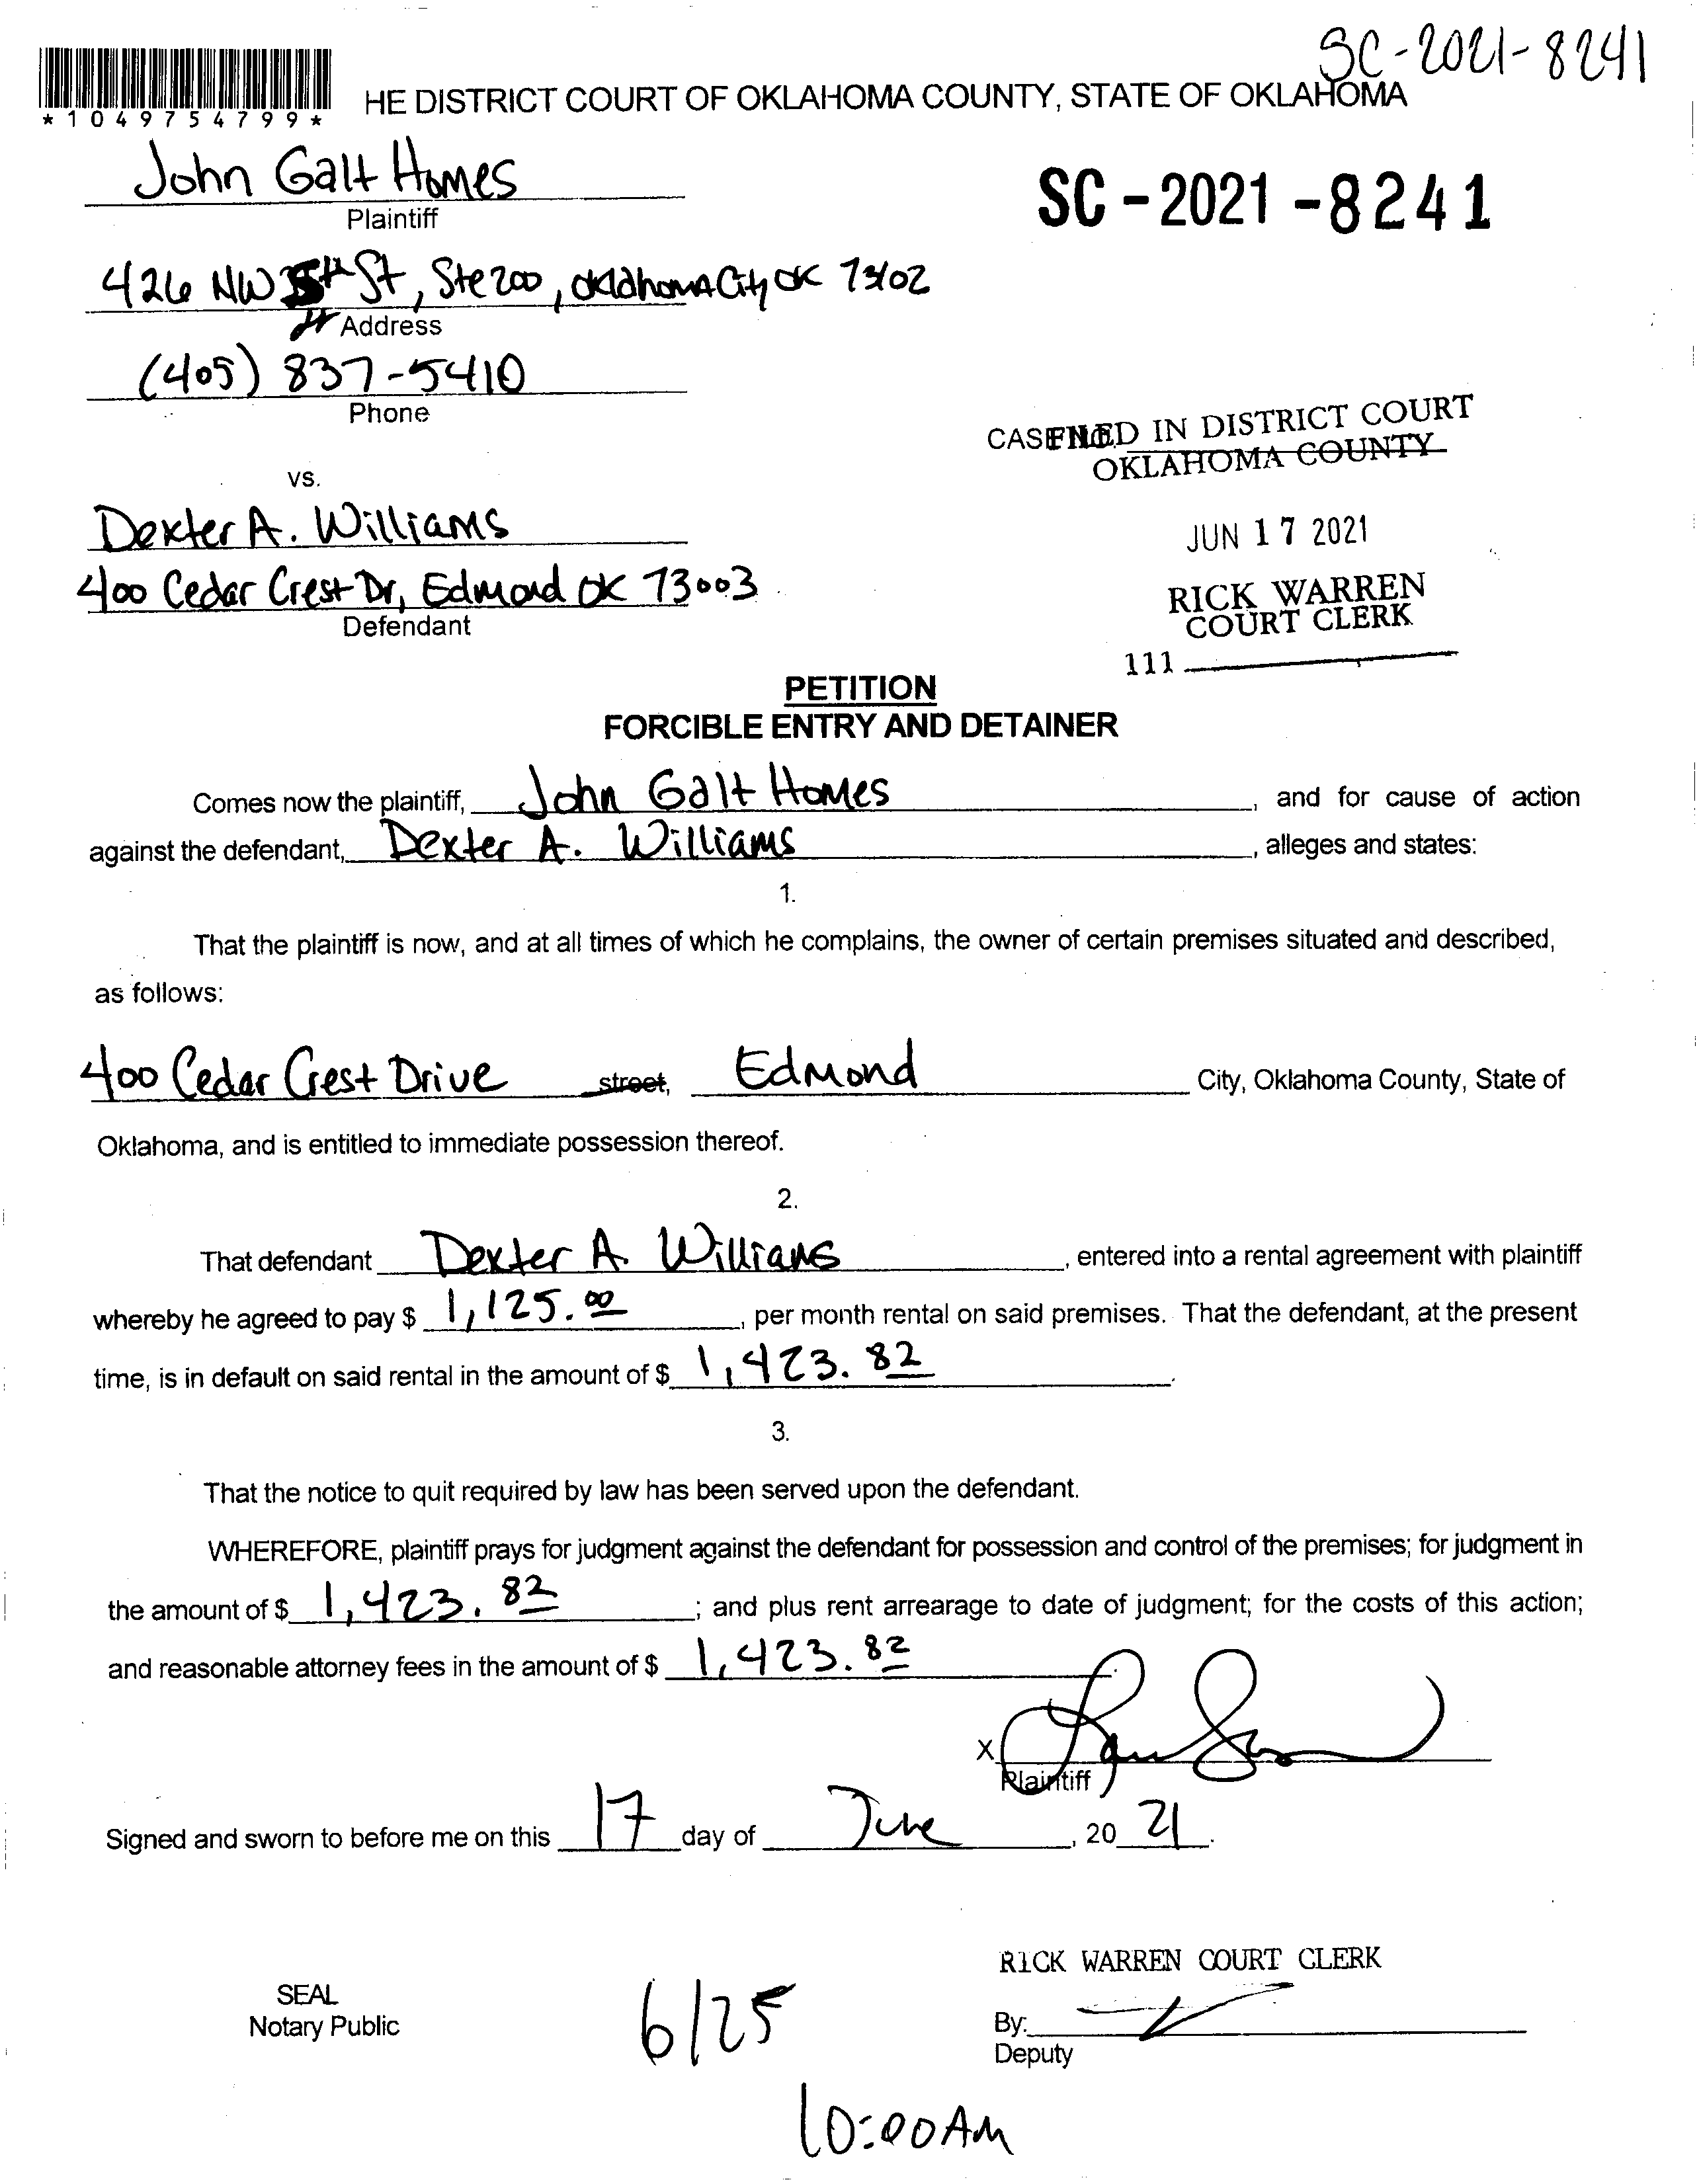 SC-2021-8241
*1049754799*
HE DISTRICT COURT OF OKLAHOMA COUNTY, STATE OF OKLAHOMA
John Galt Homes
Plaintiff
SC-2021-8241
426 NW St, Ste 200, Oklahoma City OK 73102
Address
(405) 837-5410
Phone
CASE NO.
FILED IN DISTRICT COURT
OKLAHOMA COUNTY
vs.
JUN 17 2021
Dexter A. Williams
400 Cedar Crest Dr, Edmond OK 73003
Defendant
RICK WARREN
COURT CLERK
111
PETITION
FORCIBLE ENTRY AND DETAINER
Comes now the plaintiff, John Galt Homes, and for cause of action
against the defendant, Dexter A. Williams, alleges and states:
1.
That the plaintiff is now, and at all times of which he complains, the owner of certain premises situated and described,
as follows:
400 Cedar Crest Drive street, Edmond City, Oklahoma County, State of
Oklahoma, and is entitled to immediate possession thereof.
2.
That defendant Dexter A. Williams, entered into a rental agreement with plaintiff
whereby he agreed to pay $ 1,125.00, per month rental on said premises. That the defendant, at the present
time, is in default on said rental in the amount of $ 1,423.82.
3.
That the notice to quit required by law has been served upon the defendant.
WHEREFORE, plaintiff prays for judgment against the defendant for possession and control of the premises; for judgment in
the amount of $ 1,423.82; and plus rent arrearage to date of judgment; for the costs of this action;
and reasonable attorney fees in the amount of $ 1,423.82
X
Plaintiff
Signed and sworn to before me on this 17 day of June, 20 21.
RICK WARREN COURT CLERK
SEAL
Notary Public
6/25
By:
Deputy
10:00AM